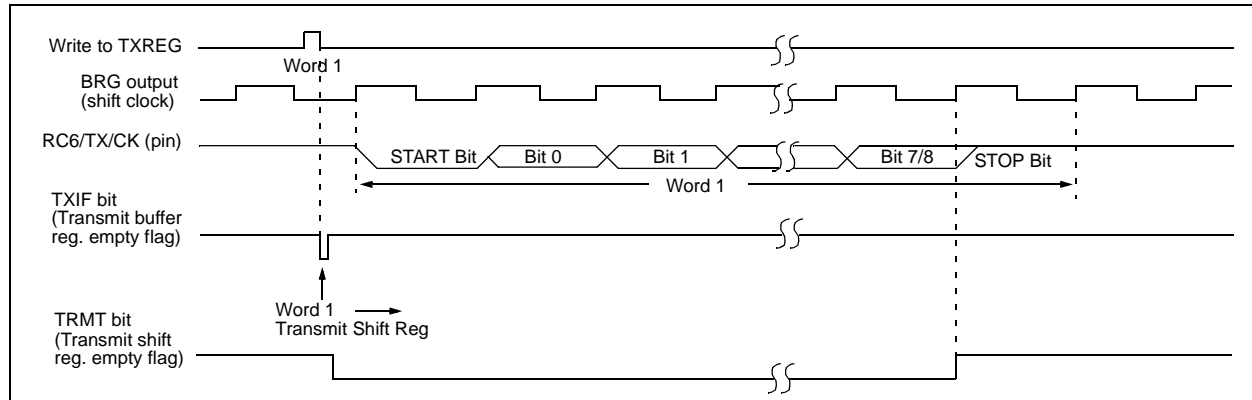 Write to TXREG
Word 1
BRG output
(shift clock)
RC6/TX/CK (pin)
START Bit
Bit 0
Bit 1
Bit 7/8
STOP Bit
Word 1
TXIF bit
(Transmit buffer
reg. empty flag)
Word 1
Transmit Shift Reg
TRMT bit
(Transmit shift
reg. empty flag)